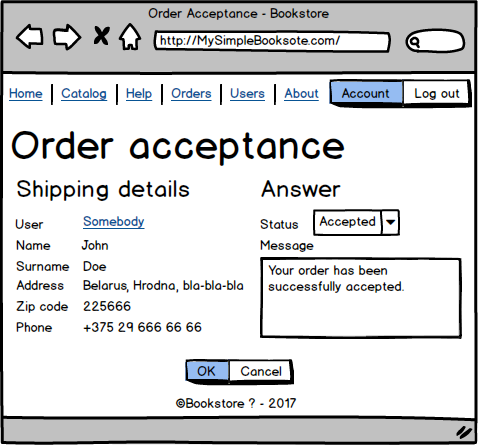 Order Acceptance - Bookstore
http://MySimpleBooksote.com/
Home Catalog Help Orders Users About Account Log out
Order acceptance
Shipping details
User Somebody
Name John
Surname Doe
Address Belarus, Hrodna, bla-bla-bla
Zip code 225666
Phone +375 29 666 66 66
Answer
Status Accepted
Message
Your order has been
successfully accepted.
OK Cancel
©Bookstore ? - 2017